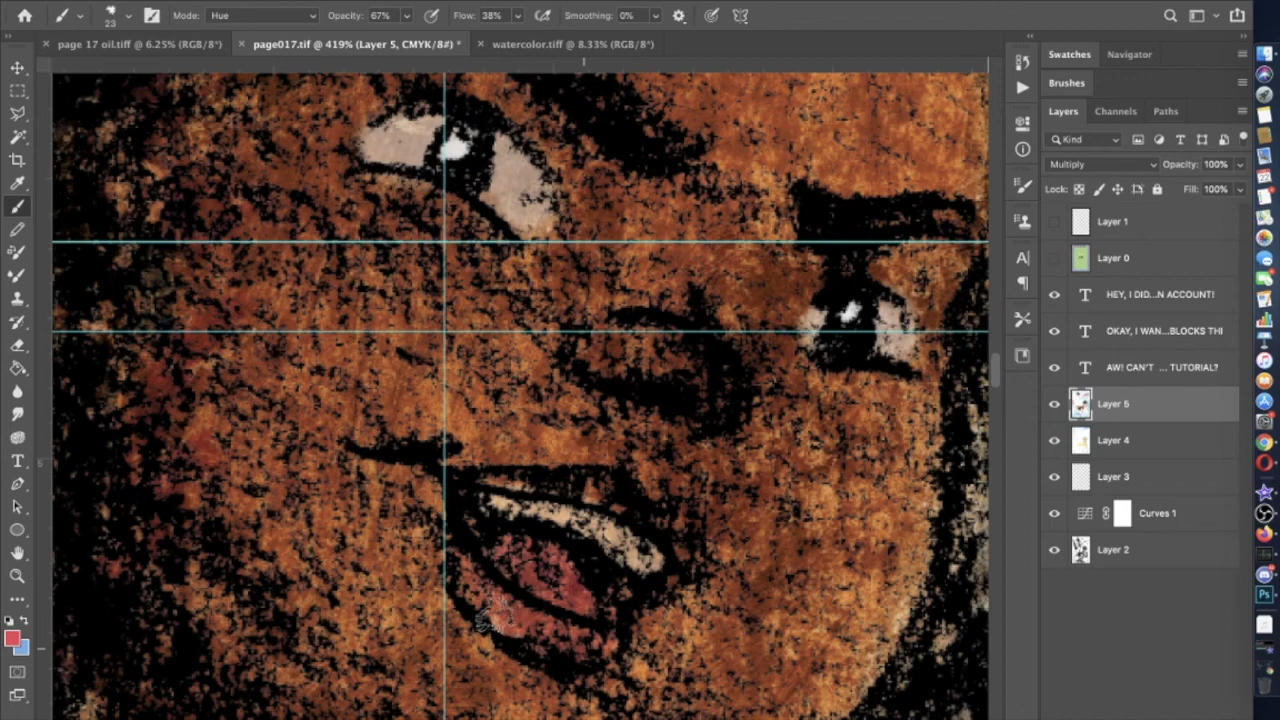 Mode: Hue Opacity: 67% Flow: 38% Smoothing: 0%
23
page 17 oil.tiff @ 6.25% (RGB/8*)
page017.tif @ 419% (Layer 5, CMYK/8#) *
watercolor.tiff @ 8.33% (RGB/8*)
Swatches Navigator
Brushes
Layers Channels Paths
Kind
Multiply Opacity: 100%
Lock: Fill: 100%
Layer 1
Layer 0
HEY, I DID...N ACCOUNT!
OKAY, I WAN...BLOCKS THI
AW! CAN'T ... TUTORIAL?
Layer 5
Layer 4
Layer 3
Curves 1
Layer 2
5
Ps